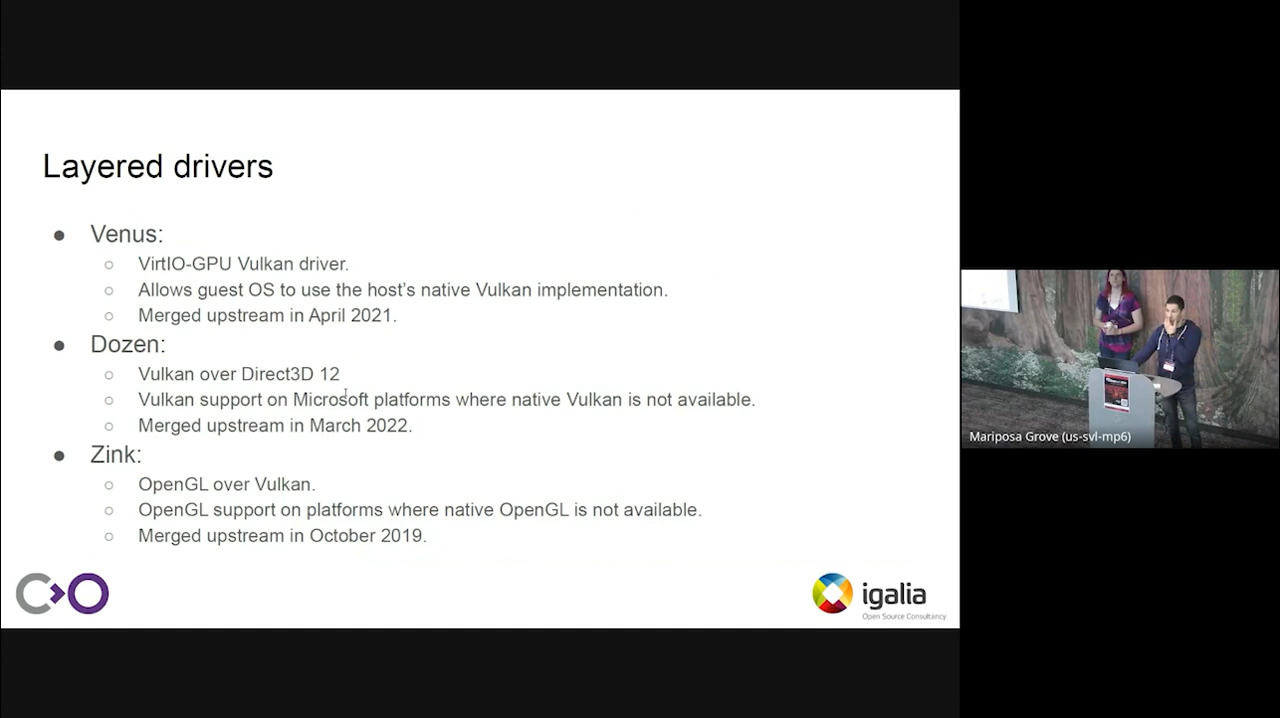 Layered drivers
● Venus:
○ VirtIO-GPU Vulkan driver.
○ Allows guest OS to use the host's native Vulkan implementation.
○ Merged upstream in April 2021.
● Dozen:
○ Vulkan over Direct3D 12
○ Vulkan support on Microsoft platforms where native Vulkan is not available.
○ Merged upstream in March 2022.
● Zink:
○ OpenGL over Vulkan.
○ OpenGL support on platforms where native OpenGL is not available.
○ Merged upstream in October 2019.
igalia
Open Source Consultancy
Mariposa Grove (us-svl-mp6)